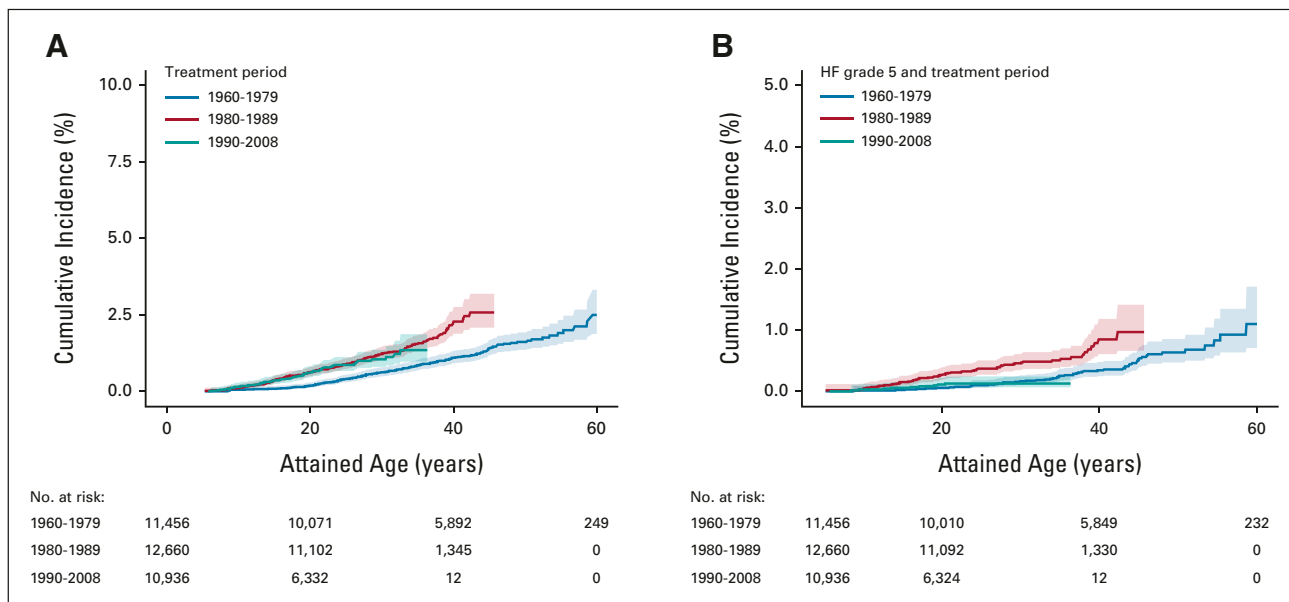 A
Treatment period
1960-1979
1980-1989
1990-2008
Cumulative Incidence (%)
10.0
7.5
5.0
2.5
0.0
0 20 40 60
Attained Age (years)
No. at risk:
1960-1979 11,456 10,071 5,892 249
1980-1989 12,660 11,102 1,345 0
1990-2008 10,936 6,332 12 0
B
HF grade 5 and treatment period
1960-1979
1980-1989
1990-2008
Cumulative Incidence (%)
5.0
4.0
3.0
2.0
1.0
0.0
20 40 60
Attained Age (years)
No. at risk:
1960-1979 11,456 10,010 5,849 232
1980-1989 12,660 11,092 1,330 0
1990-2008 10,936 6,324 12 0